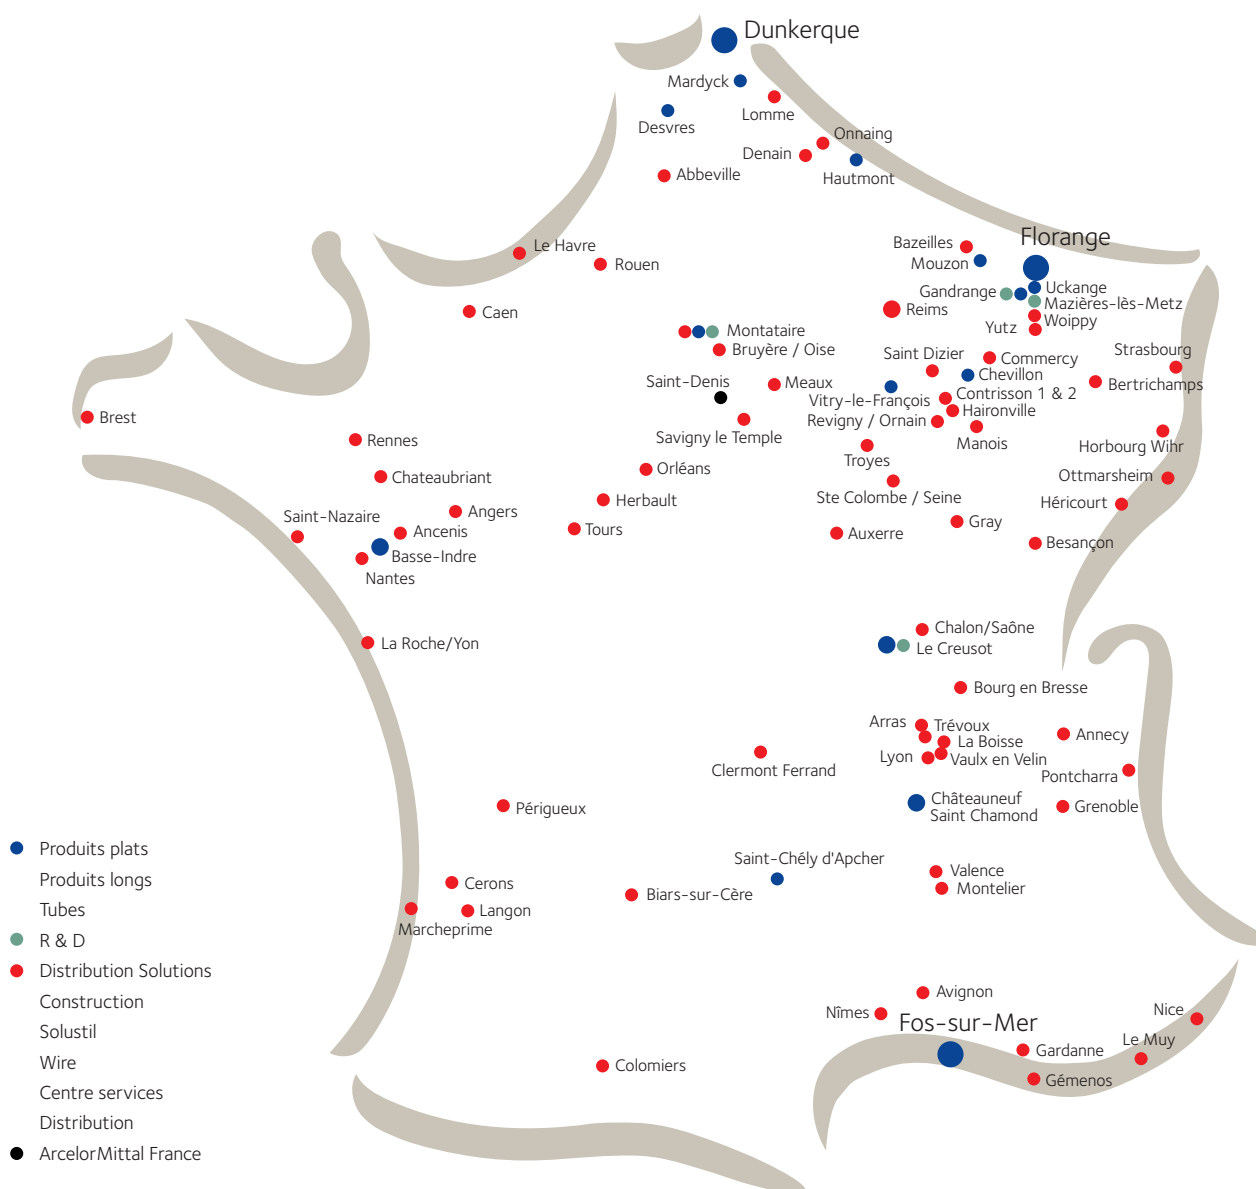 Dunkerque
Mardyck
Lomme
Desvres
Onnaing
Denain
Hautmont
Abbeville
Le Havre
Rouen
Caen
Bazeilles
Florange
Mouzon
Gandrange
Uckange
Mazières-lès-Metz
Reims
Woippy
Yutz
Montataire
Bruyère / Oise
Saint Dizier
Commercy
Strasbourg
Saint-Denis
Meaux
Chevillon
Bertrichamps
Vitry-le-François
Contrisson 1 & 2
Haironville
Revigny / Ornain
Manois
Savigny le Temple
Brest
Rennes
Troyes
Horbourg Wihr
Chateaubriant
Orléans
Ottmarsheim
Ste Colombe / Seine
Herbault
Héricourt
Saint-Nazaire
Angers
Ancenis
Tours
Auxerre
Gray
Besançon
Basse-Indre
Nantes
La Roche/Yon
Chalon/Saône
Le Creusot
Bourg en Bresse
Arras
Trévoux
La Boisse
Annecy
Lyon
Vaulx en Velin
Clermont Ferrand
Pontcharra
Périgueux
Châteauneuf
Saint Chamond
Grenoble
Saint-Chély d'Apcher
Valence
Montelier
Cerons
Biars-sur-Cère
Langon
Marcheprime
Avignon
Nîmes
Fos-sur-Mer
Nice
Le Muy
Gardanne
Gémenos
Colomiers
Produits plats
Produits longs
Tubes
R & D
Distribution Solutions
Construction
Solustil
Wire
Centre services
Distribution
ArcelorMittal France